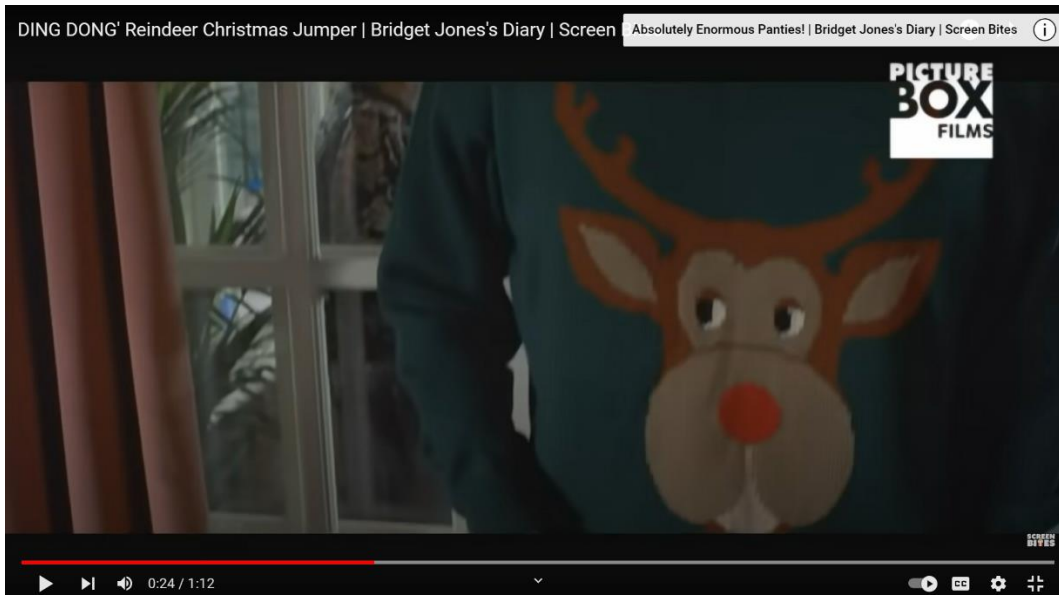 DING DONG' Reindeer Christmas Jumper | Bridget Jones's Diary | Screen
Absolutely Enormous Panties! | Bridget Jones's Diary | Screen Bites
PICTURE
BOX
FILMS
SCREEN
BITES
0:24 / 1:12
CC